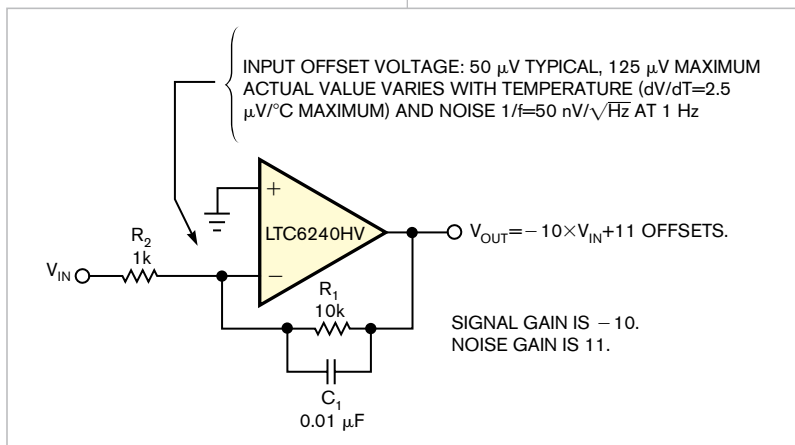 INPUT OFFSET VOLTAGE: 50 μV TYPICAL, 125 μV MAXIMUM
ACTUAL VALUE VARIES WITH TEMPERATURE (dV/dT=2.5
μV/°C MAXIMUM) AND NOISE 1/f=50 nV/√Hz AT 1 Hz
+
LTC6240HV
−
VOUT=−10×VIN+11 OFFSETS.
R2
1k
VIN
R1
10k
SIGNAL GAIN IS −10.
NOISE GAIN IS 11.
C1
0.01 μF